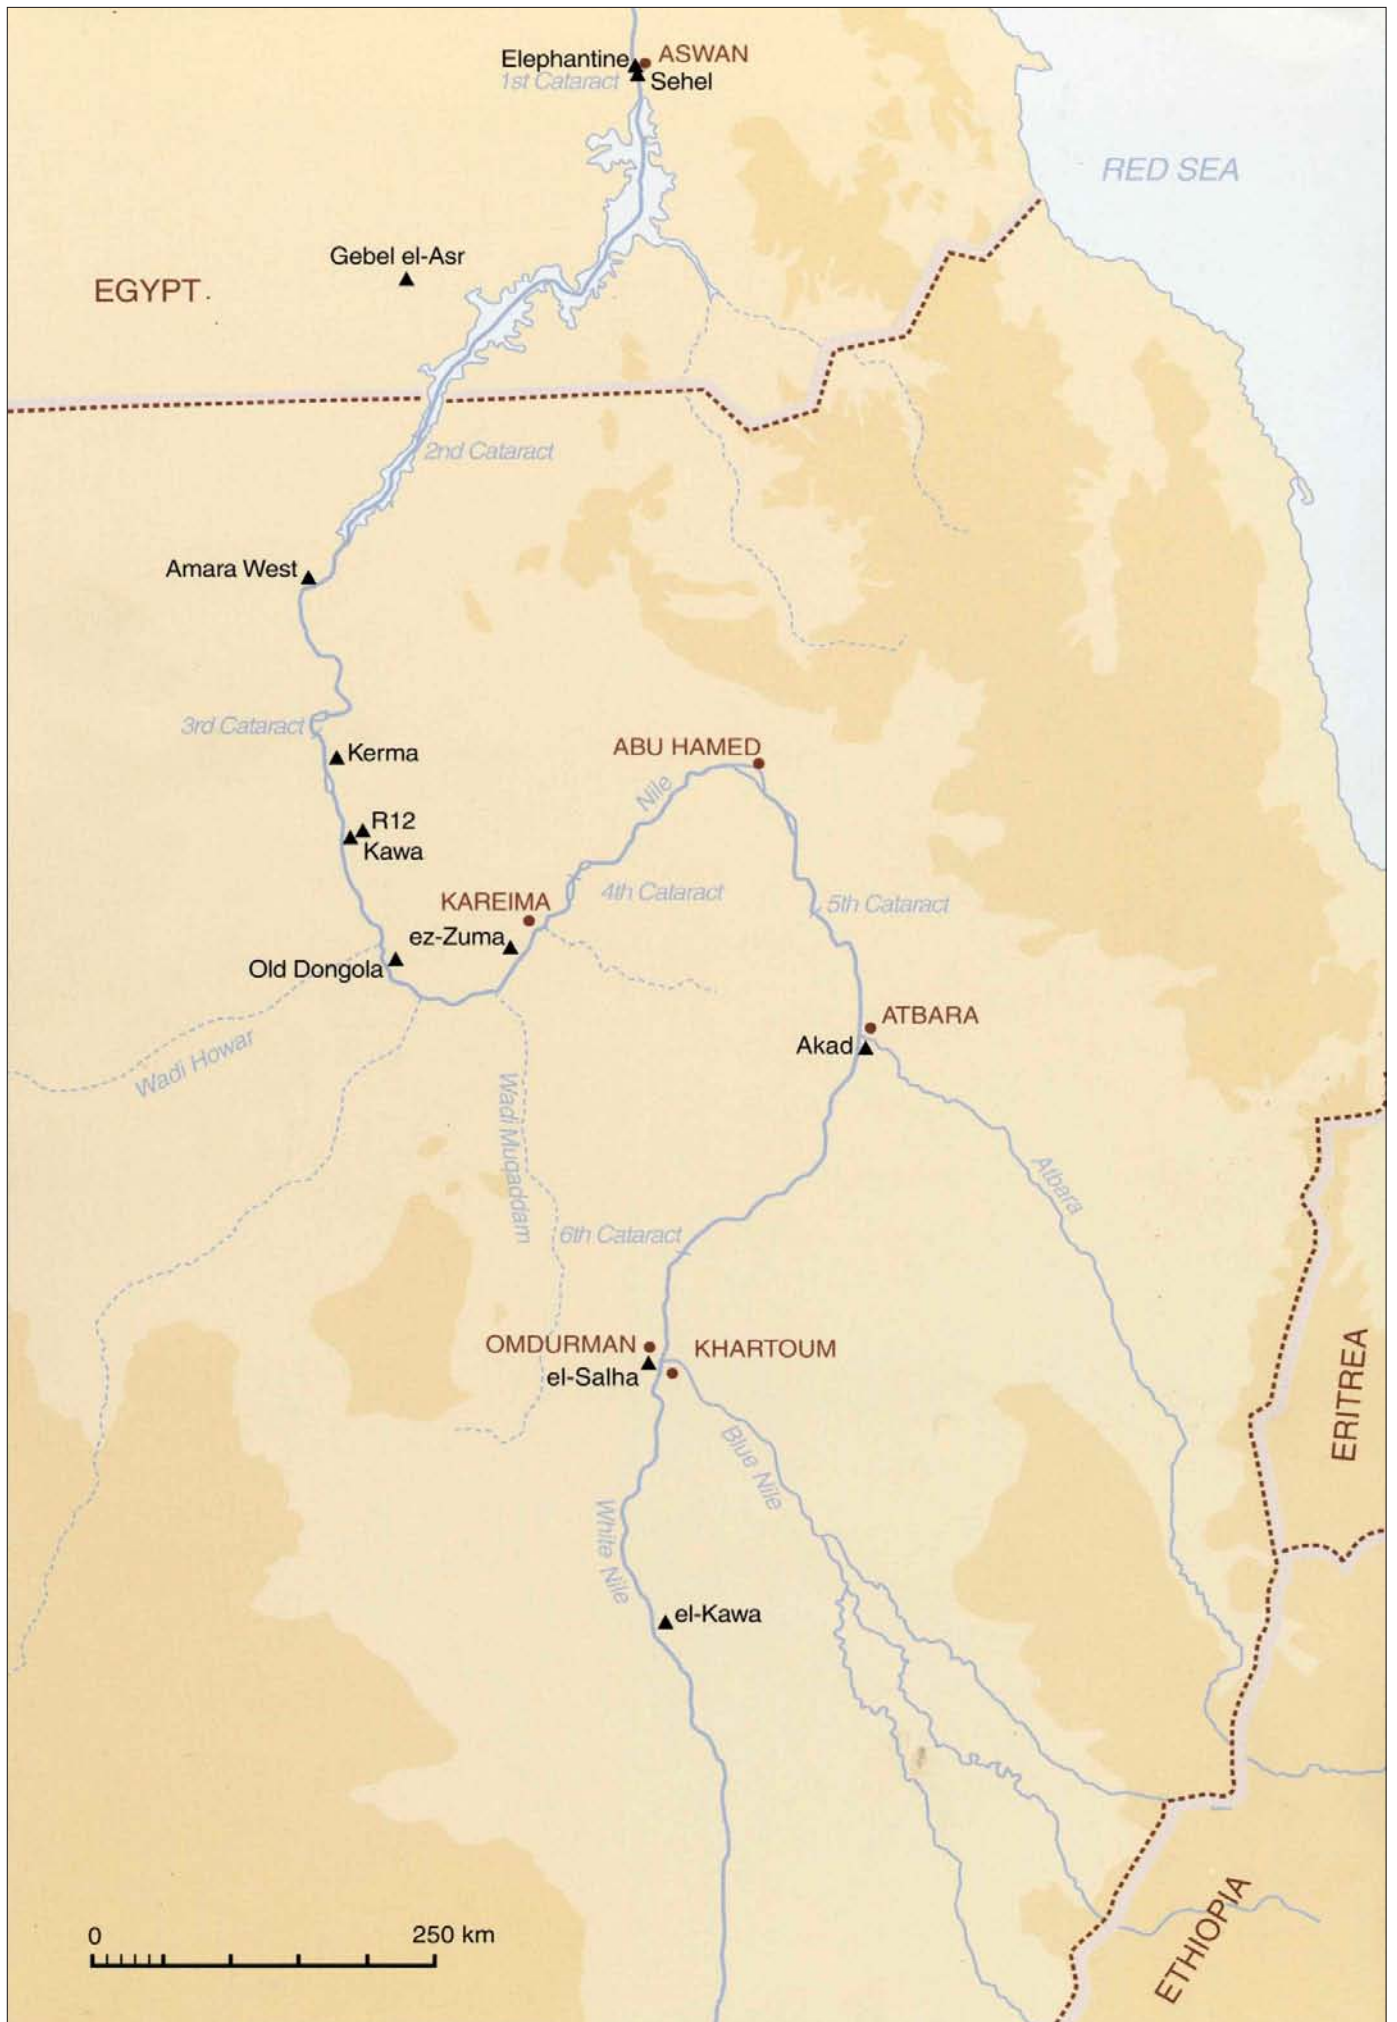 Elephantine
ASWAN
1st Cataract
Sehel
RED SEA
Gebel el-Asr
EGYPT
2nd Cataract
Amara West
3rd Cataract
Kerma
ABU HAMED
Nile
R12
Kawa
4th Cataract
KAREIMA
5th Cataract
ez-Zuma
Old Dongola
ATBARA
Akad
Wadi Howar
Wadi Muqaddam
Atbara
6th Cataract
OMDURMAN
KHARTOUM
el-Salha
ERITREA
Blue Nile
White Nile
el-Kawa
ETHIOPIA
0
250 km